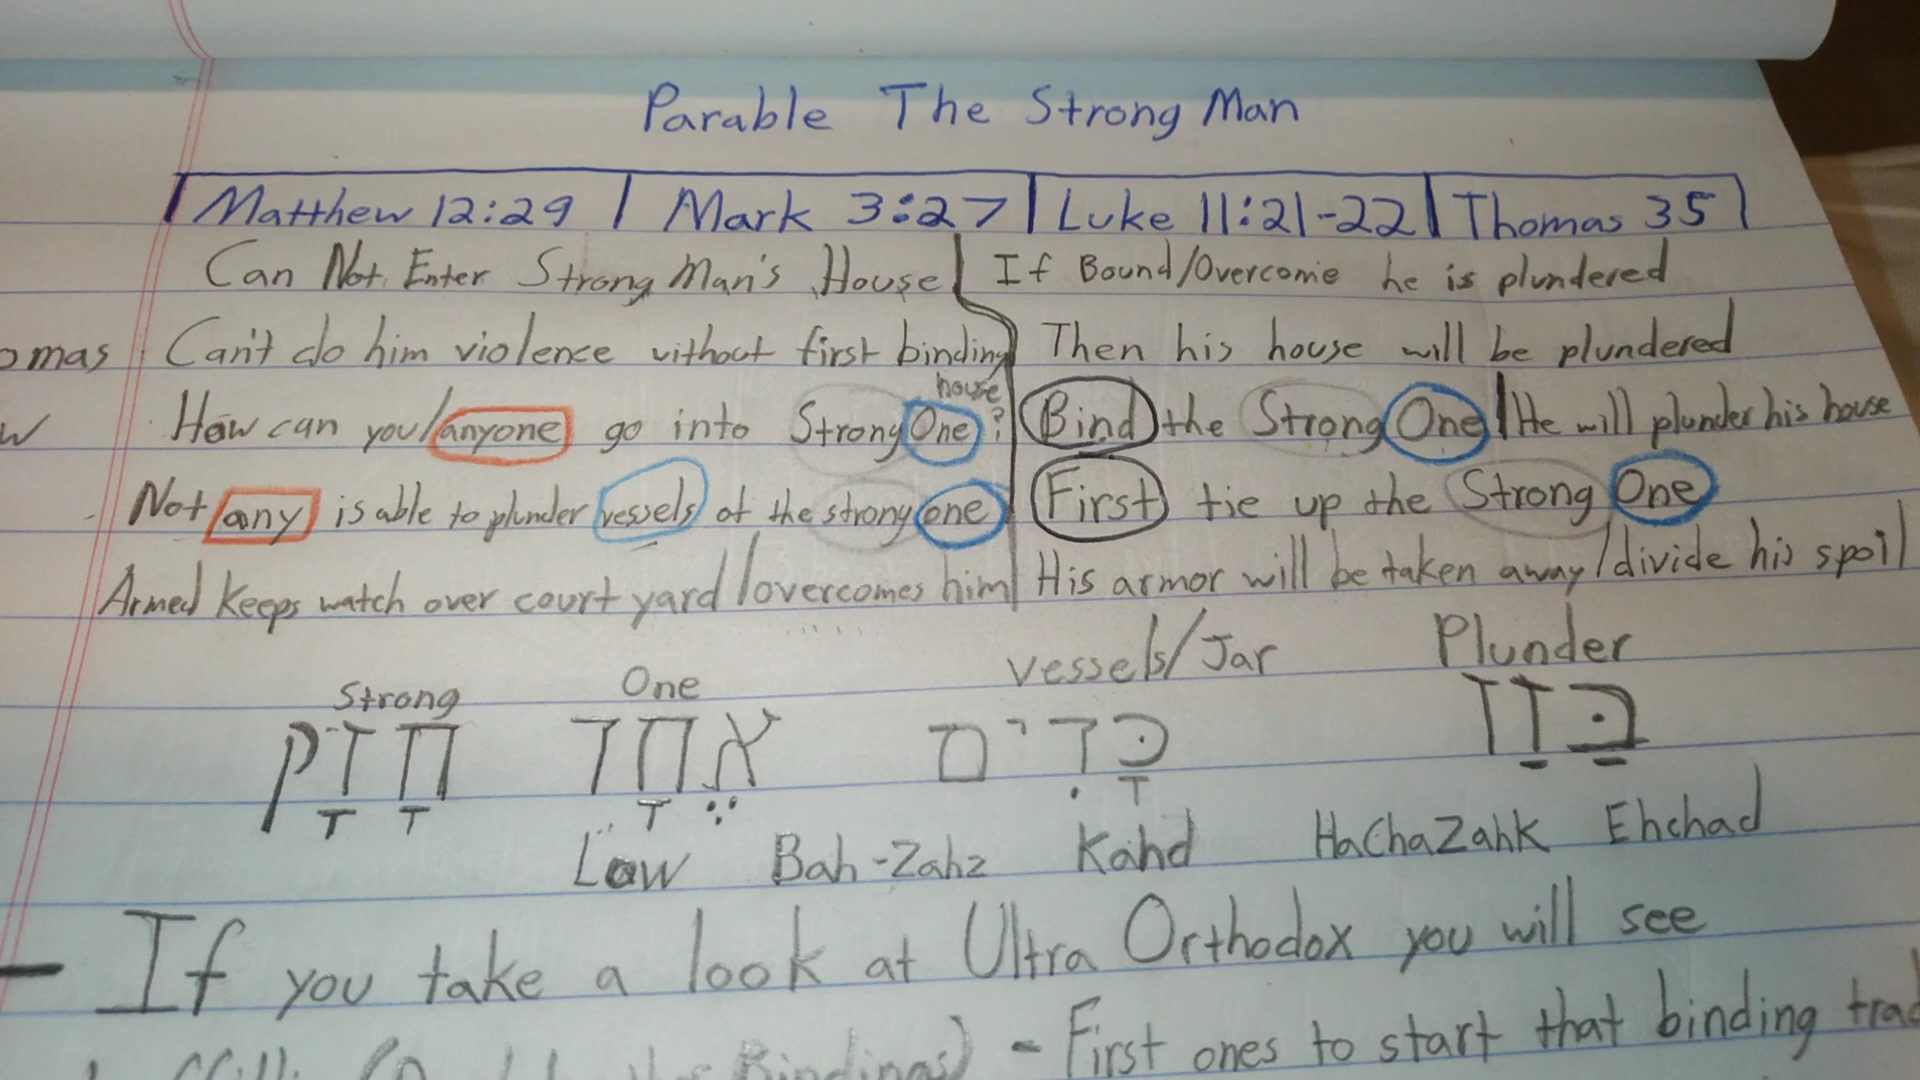 Parable The Strong Man
Matthew 12:29 | Mark 3:27 | Luke 11:21-22 | Thomas 35
Can Not Enter Strong Man's House | If Bound/Overcome he is plundered
omas Can't do him violence without first binding Then his house will be plundered
house
w How can you/anyone go into Strong One? Bind the Strong One | He will plunder his house
- Not any is able to plunder vessels of the strong one First tie up the Strong One
Armed Keeps watch over court yard/overcomes him His armor will be taken away/divide his spoil
Strong One vessels/Jar Plunder
חָזָק אֶחָד כָּדִים בַּזַז
Law Bah-Zahz Kahd HaChaZahk Ehchad
- If you take a look at Ultra Orthodox you will see
Bindings) - First ones to start that binding